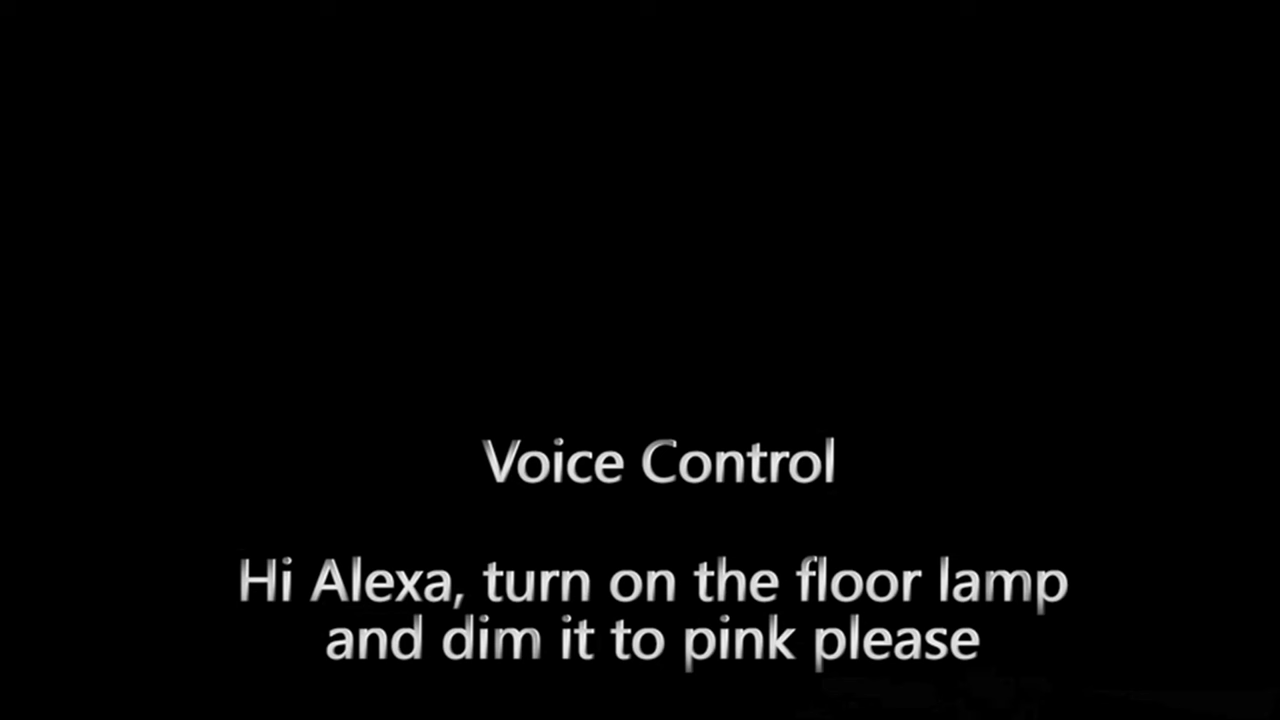 Voice Control
Hi Alexa, turn on the floor lamp
and dim it to pink please